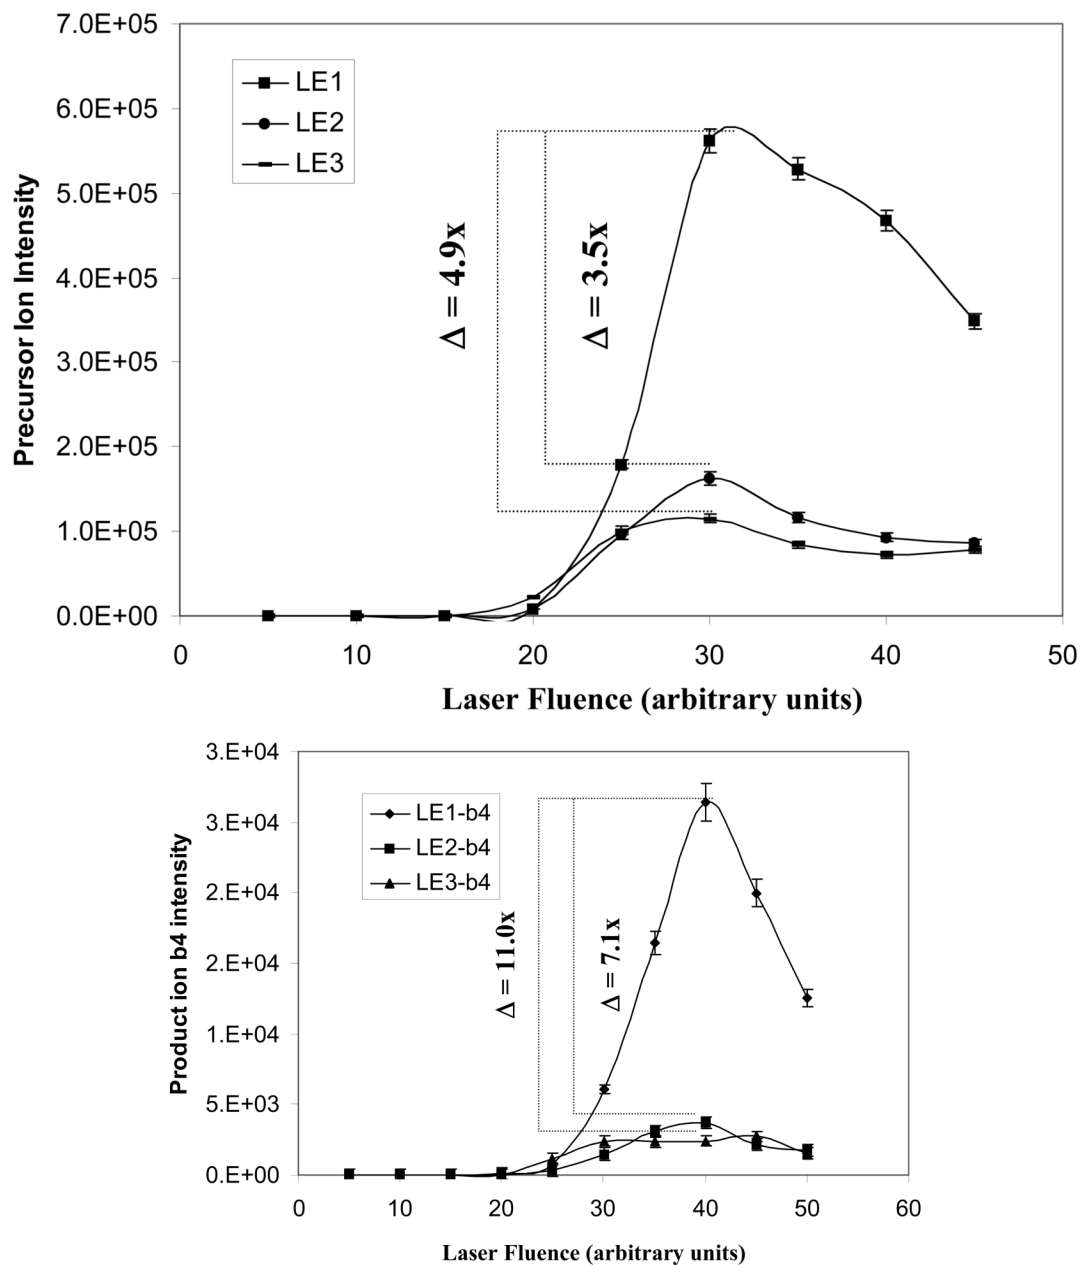 7.0E+05
6.0E+05
5.0E+05
4.0E+05
3.0E+05
2.0E+05
1.0E+05
0.0E+00
Precursor Ion Intensity
LE1
LE2
LE3
Δ = 4.9x
Δ = 3.5x
0 10 20 30 40 50
Laser Fluence (arbitrary units)
3.E+04
3.E+04
2.E+04
2.E+04
1.E+04
5.E+03
0.E+00
Product ion b4 intensity
LE1-b4
LE2-b4
LE3-b4
Δ = 11.0x
Δ = 7.1x
0 10 20 30 40 50 60
Laser Fluence (arbitrary units)